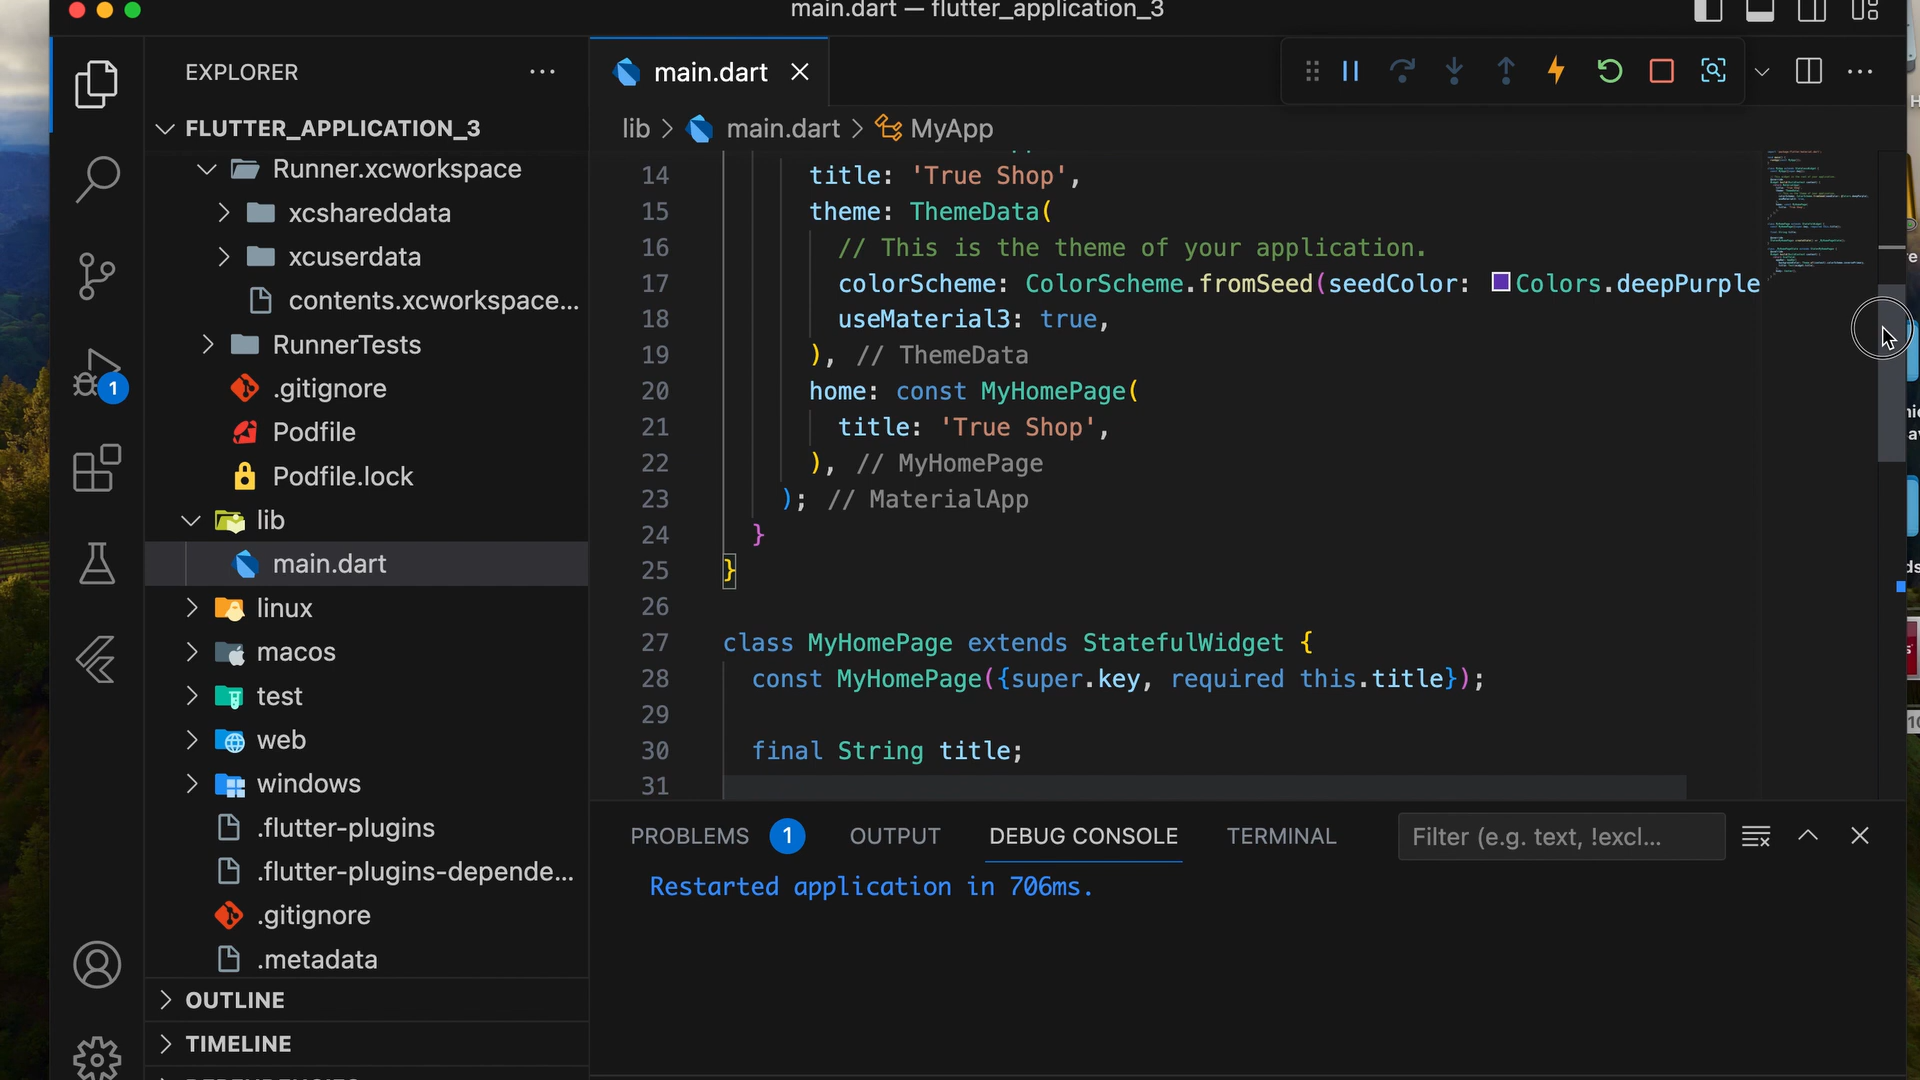 main.dart — flutter_application_3
EXPLORER
FLUTTER_APPLICATION_3
Runner.xcworkspace
xcshareddata
xcuserdata
contents.xcworkspace...
RunnerTests
.gitignore
Podfile
Podfile.lock
lib
main.dart
linux
macos
test
web
windows
.flutter-plugins
.flutter-plugins-depende...
.gitignore
.metadata
OUTLINE
TIMELINE
1
main.dart
lib > main.dart > MyApp
14 title: 'True Shop',
15 theme: ThemeData(
16 // This is the theme of your application.
17 colorScheme: ColorScheme.fromSeed(seedColor: Colors.deepPurple
18 useMaterial3: true,
19 ), // ThemeData
20 home: const MyHomePage(
21 title: 'True Shop',
22 ), // MyHomePage
23 ); // MaterialApp
24 }
25 }
26
27 class MyHomePage extends StatefulWidget {
28 const MyHomePage({super.key, required this.title});
29
30 final String title;
31
PROBLEMS 1 OUTPUT DEBUG CONSOLE TERMINAL Filter (e.g. text, !excl...
Restarted application in 706ms.